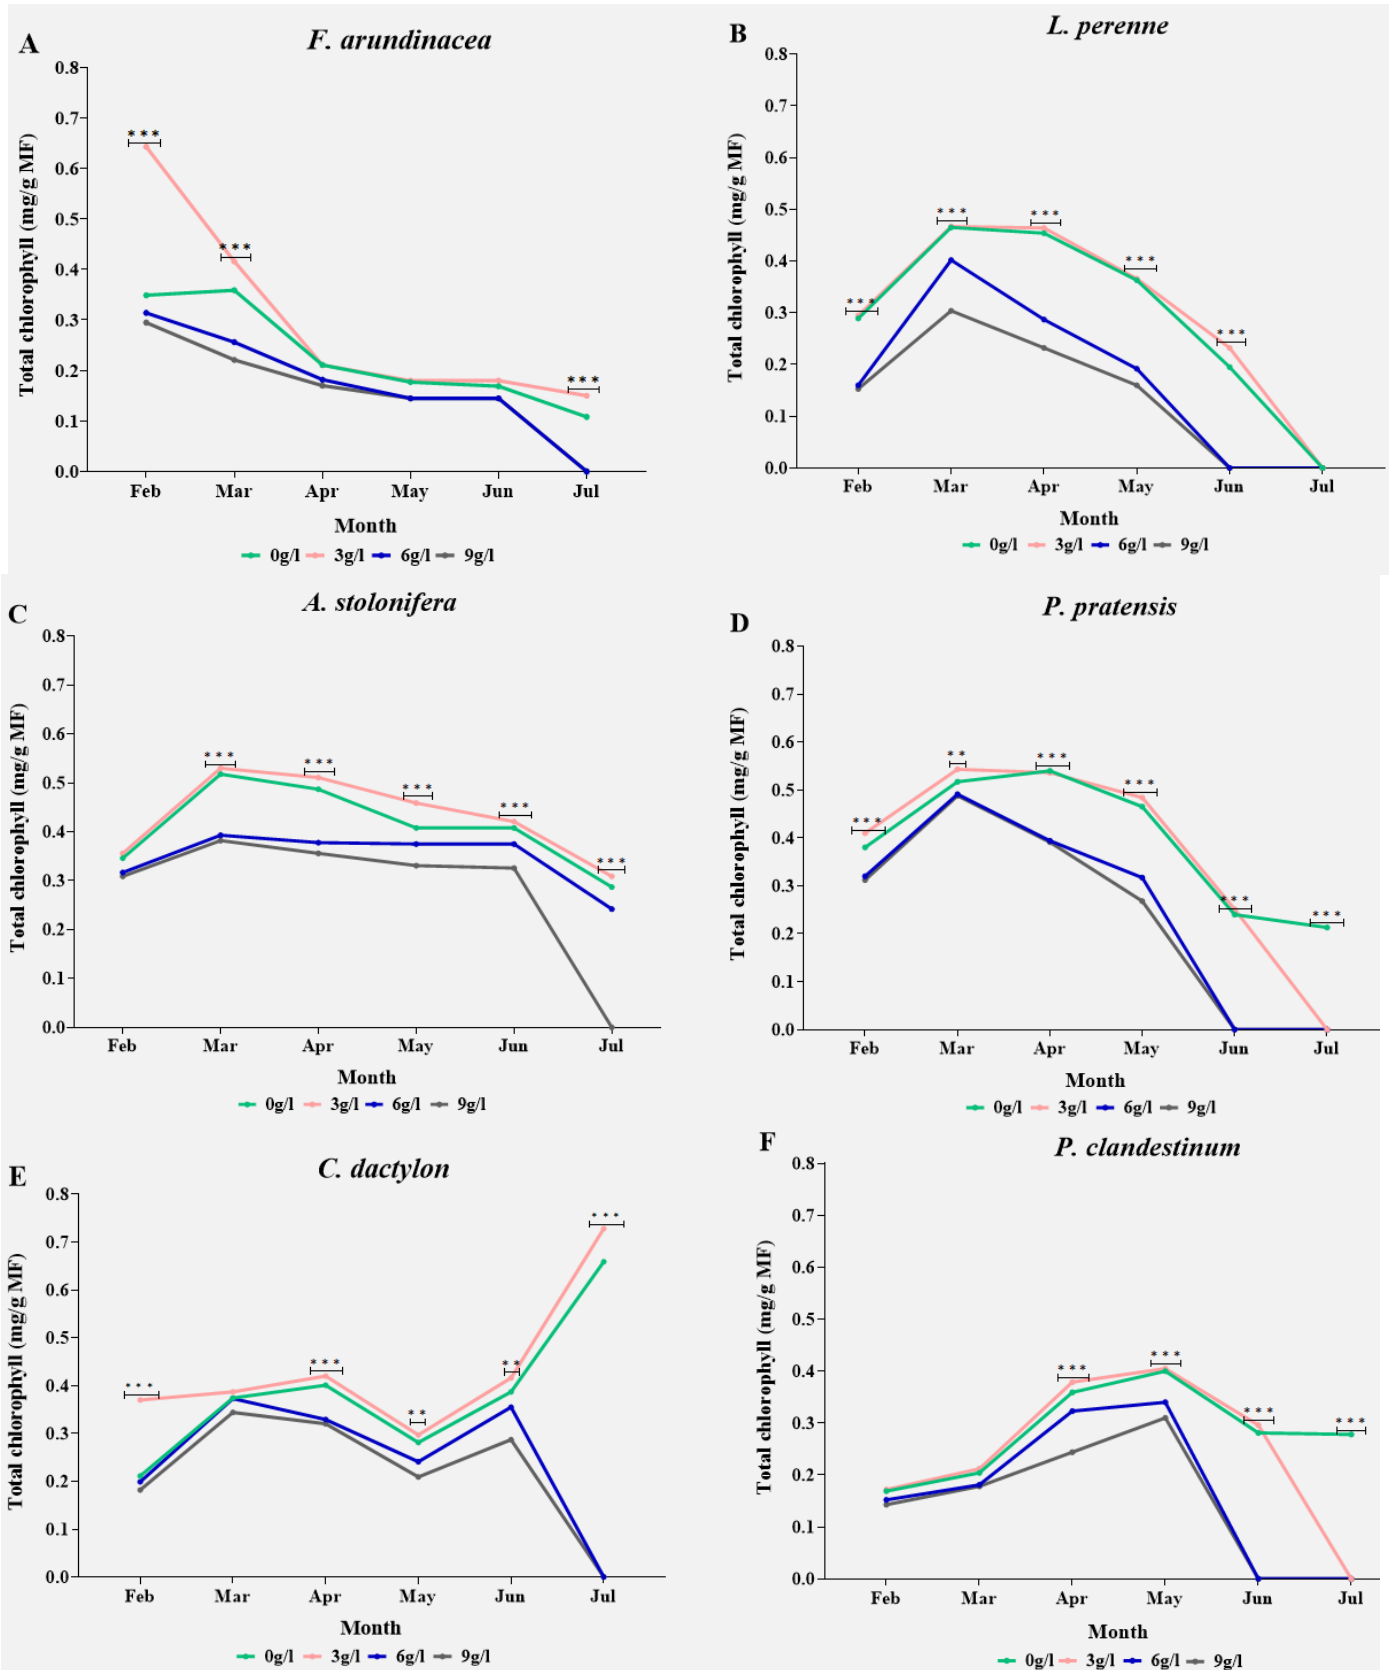 A
F. arundinacea
Total chlorophyll (mg/g MF)
0.8
0.7
0.6
0.5
0.4
0.3
0.2
0.1
0.0
***
***
***
Feb Mar Apr May Jun Jul
Month
0g/l 3g/l 6g/l 9g/l
B
L. perenne
Total chlorophyll (mg/g MF)
0.8
0.7
0.6
0.5
0.4
0.3
0.2
0.1
0.0
***
***
***
***
***
Feb Mar Apr May Jun Jul
Month
0g/l 3g/l 6g/l 9g/l
C
A. stolonifera
Total chlorophyll (mg/g MF)
0.8
0.7
0.6
0.5
0.4
0.3
0.2
0.1
0.0
***
***
***
***
***
Feb Mar Apr May Jun Jul
Month
0g/l 3g/l 6g/l 9g/l
D
P. pratensis
Total chlorophyll (mg/g MF)
0.8
0.7
0.6
0.5
0.4
0.3
0.2
0.1
0.0
***
**
***
***
***
***
Feb Mar Apr May Jun Jul
Month
0g/l 3g/l 6g/l 9g/l
E
C. dactylon
Total chlorophyll (mg/g MF)
0.8
0.7
0.6
0.5
0.4
0.3
0.2
0.1
0.0
***
***
**
**
***
Feb Mar Apr May Jun Jul
Month
0g/l 3g/l 6g/l 9g/l
F
P. clandestinum
Total chlorophyll (mg/g MF)
0.8
0.7
0.6
0.5
0.4
0.3
0.2
0.1
0.0
***
***
***
***
Feb Mar Apr May Jun Jul
Month
0g/l 3g/l 6g/l 9g/l